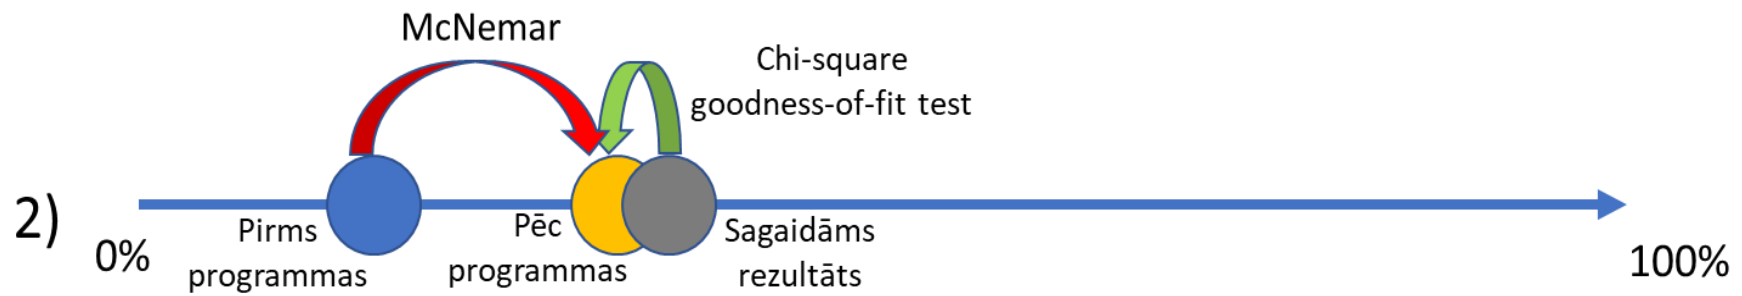 McNemar
Chi-square
goodness-of-fit test
2)
0%
Pirms
programmas
Pēc
programmas
Sagaidāms
rezultāts
100%